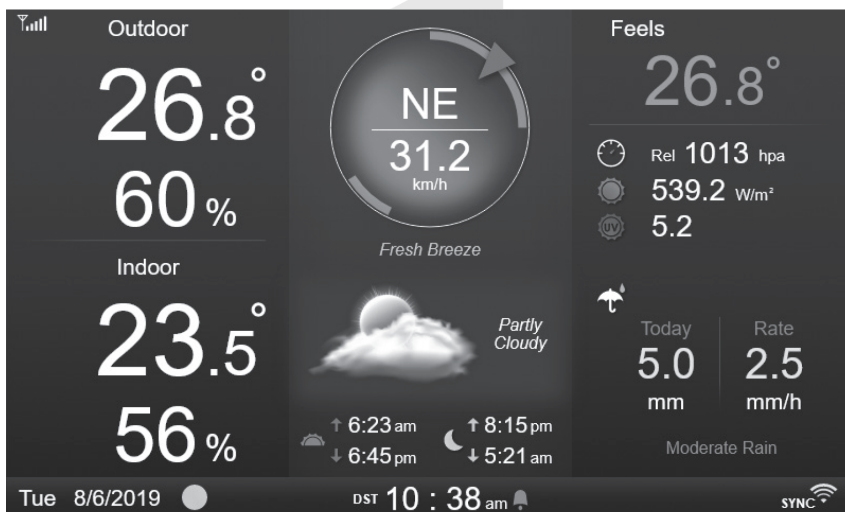 Outdoor
26.8°
60 %
Indoor
23.5°
56 %
NE
31.2
km/h
Fresh Breeze
Partly
Cloudy
↑ 6:23 am
↓ 6:45 pm
↑ 8:15 pm
↓ 5:21 am
Feels
26.8°
Rel 1013 hpa
539.2 W/m²
UV 5.2
Today
5.0
mm
Rate
2.5
mm/h
Moderate Rain
Tue 8/6/2019
DST 10 : 38 am
SYNC